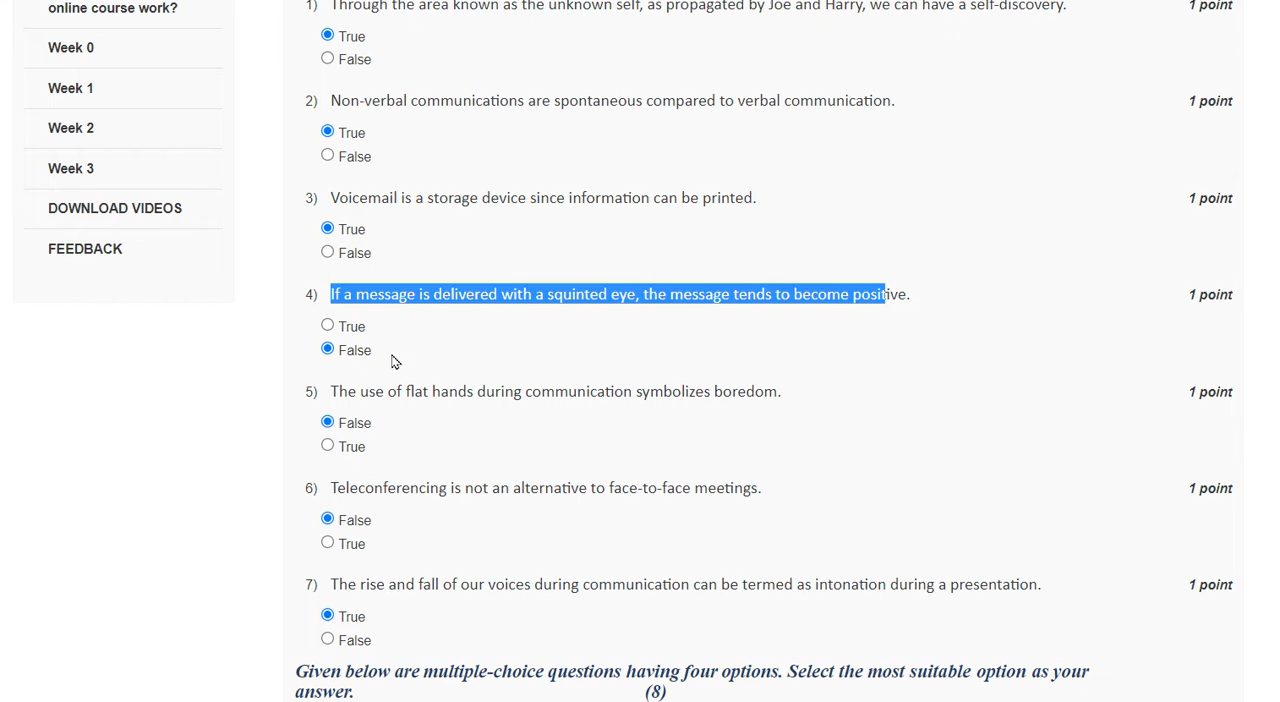 online course work?
Week 0
Week 1
Week 2
Week 3
DOWNLOAD VIDEOS
FEEDBACK
1) Through the area known as the unknown self, as propagated by Joe and Harry, we can have a self-discovery. 1 point
True
False
2) Non-verbal communications are spontaneous compared to verbal communication. 1 point
True
False
3) Voicemail is a storage device since information can be printed. 1 point
True
False
4) If a message is delivered with a squinted eye, the message tends to become positive. 1 point
True
False
5) The use of flat hands during communication symbolizes boredom. 1 point
False
True
6) Teleconferencing is not an alternative to face-to-face meetings. 1 point
False
True
7) The rise and fall of our voices during communication can be termed as intonation during a presentation. 1 point
True
False
Given below are multiple-choice questions having four options. Select the most suitable option as your
answer. (8)